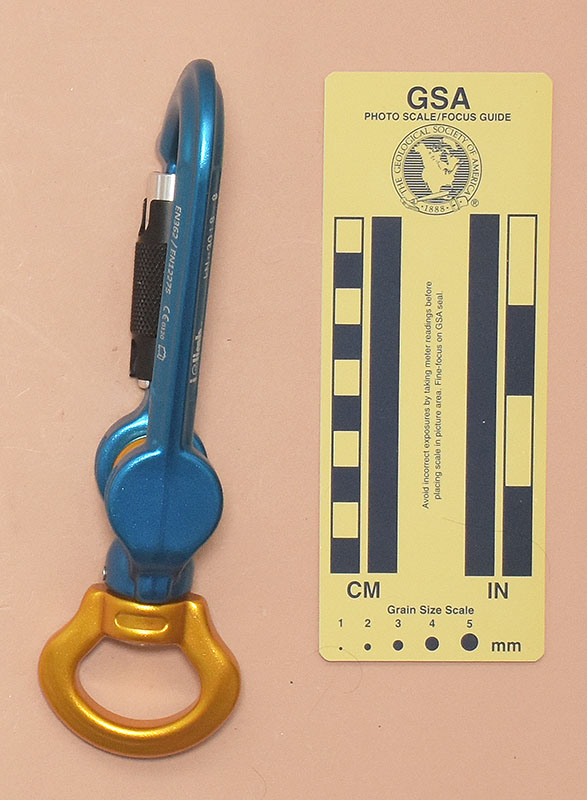 EN362 / EN12275 CE 0120
GSA
PHOTO SCALE/FOCUS GUIDE
THE GEOLOGICAL SOCIETY OF AMERICA
1888
®
Avoid incorrect exposures by taking meter readings before
placing scale in picture area. Fine-focus on GSA seal.
CM
IN
Grain Size Scale
1 2 3 4 5
mm